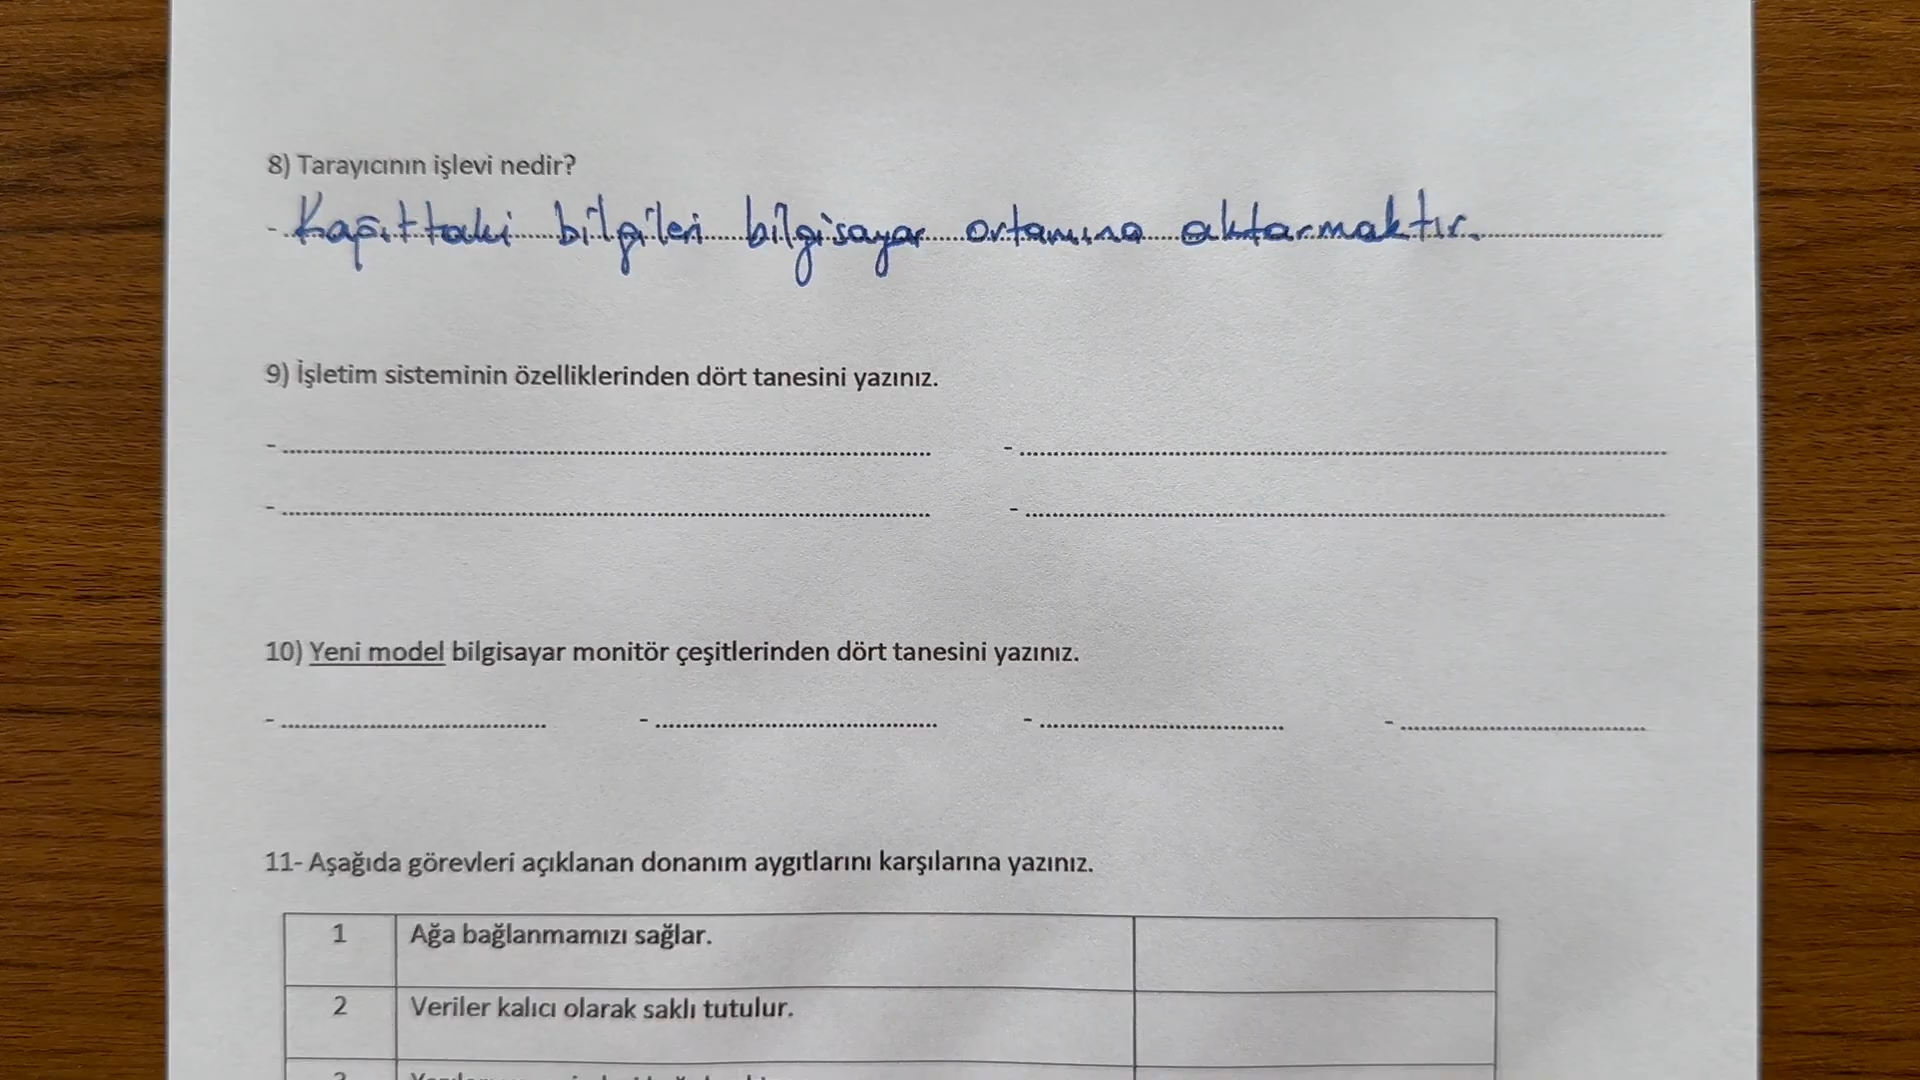 8) Tarayıcının işlevi nedir?
- Kağıttaki bilgileri bilgisayar ortamına aktarmaktır.
9) İşletim sisteminin özelliklerinden dört tanesini yazınız.
- ........ - ........
- ........ - ........
10) Yeni model bilgisayar monitör çeşitlerinden dört tanesini yazınız.
- ........ - ........ - ........ - ........
11- Aşağıda görevleri açıklanan donanım aygıtlarını karşılarına yazınız.
1 Ağa bağlanmamızı sağlar.
2 Veriler kalıcı olarak saklı tutulur.